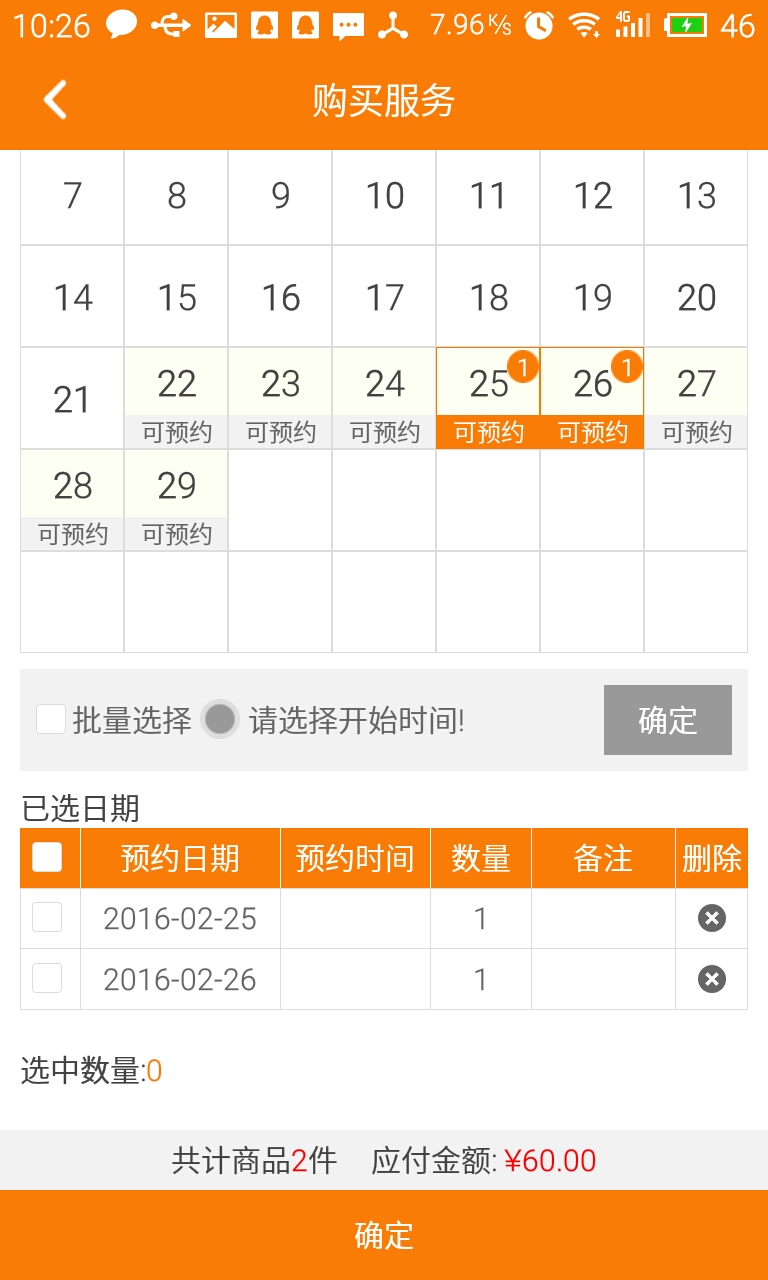 10:26 7.96K/s 4G 46
购买服务
7 8 9 10 11 12 13
14 15 16 17 18 19 20
21 22 23 24 25 1 26 1 27
可预约 可预约 可预约 可预约 可预约 可预约
28 29
可预约 可预约
批量选择 请选择开始时间! 确定
已选日期
预约日期 预约时间 数量 备注 删除
2016-02-25 1
2016-02-26 1
选中数量:0
共计商品2件 应付金额: ¥60.00
确定